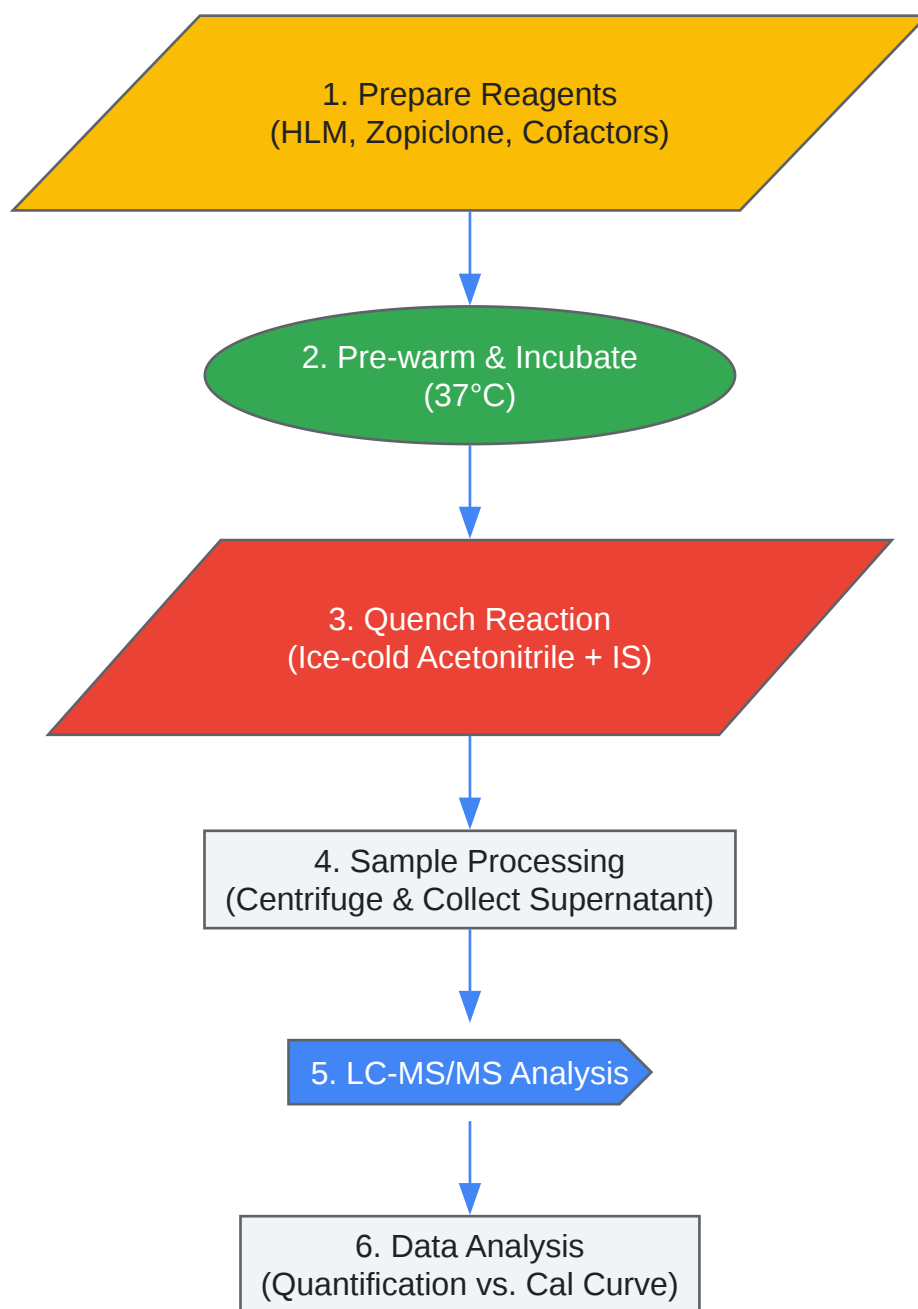 1. Prepare Reagents
(HLM, Zopiclone, Cofactors)
2. Pre-warm & Incubate
(37°C)
3. Quench Reaction
(Ice-cold Acetonitrile + IS)
4. Sample Processing
(Centrifuge & Collect Supernatant)
5. LC-MS/MS Analysis
6. Data Analysis
(Quantification vs. Cal Curve)